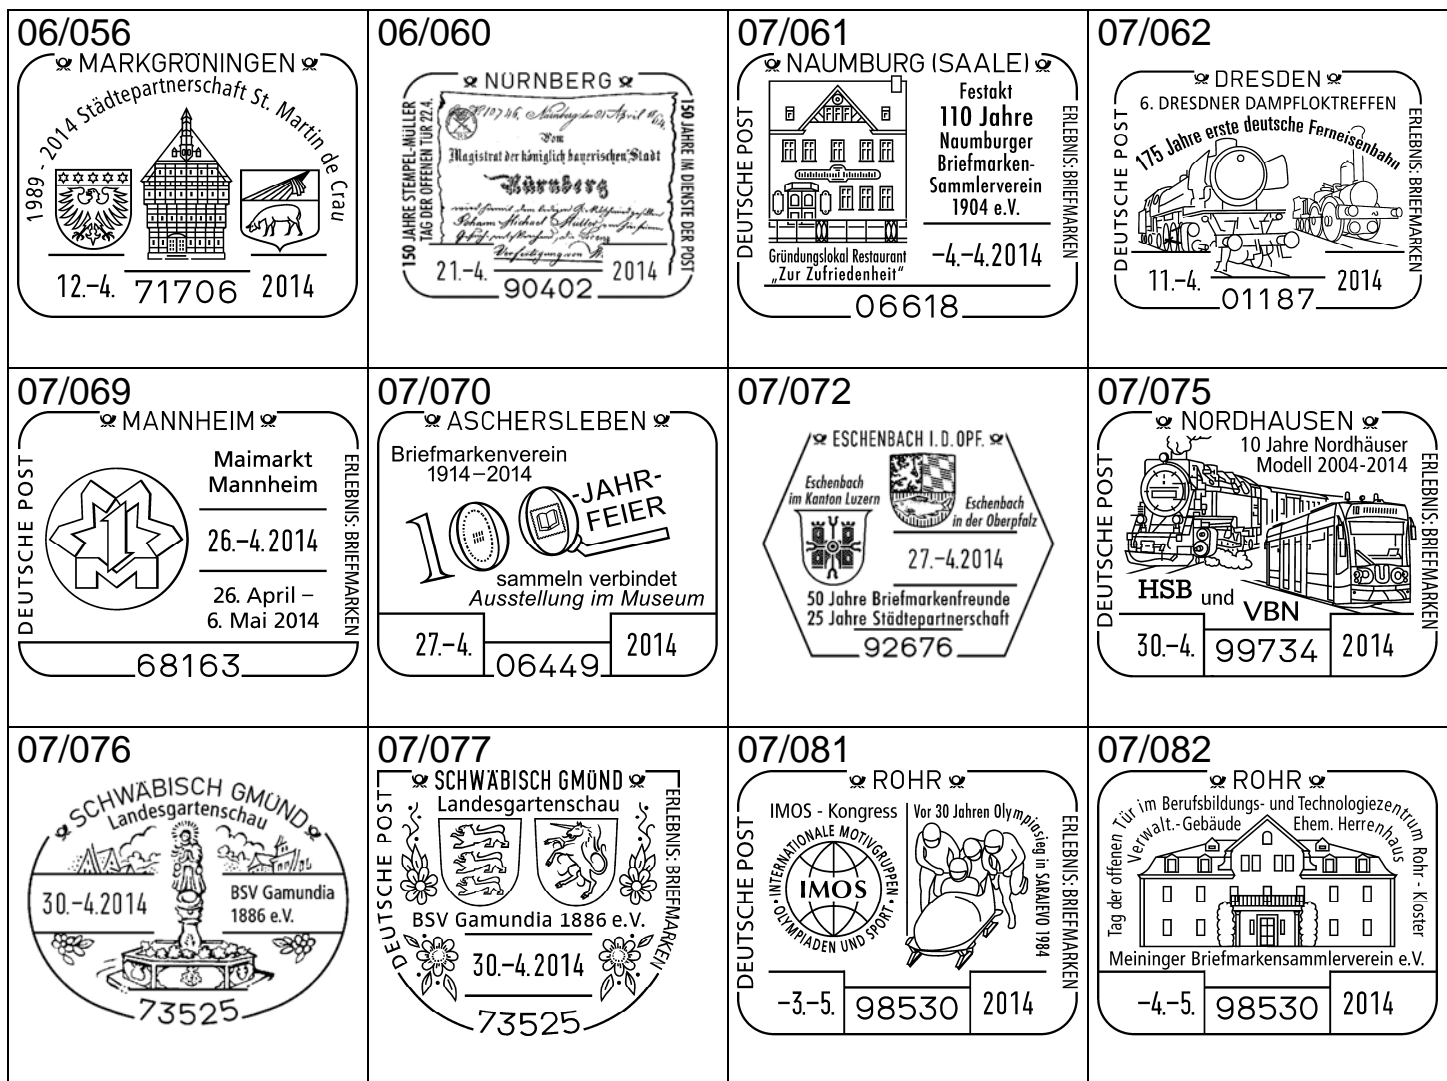 06/056
MARKGRÖNINGEN
1989 - 2014 Städtepartnerschaft St. Martin de Crau
12.–4. 71706 2014
06/060
NÜRNBERG
150 JAHRE STEMPEL-MÜLLER
TAG DER OFFENEN TÜR 22.4.
150 JAHRE IN DIENSTE DER POST
Vom
Magistrat der königlich bayerischen Stadt
Nürnberg
21.–4. 2014
90402
07/061
NAUMBURG (SAALE)
DEUTSCHE POST
Festakt
110 Jahre
Naumburger
Briefmarken-
Sammlerverein
1904 e.V.
Gründungslokal Restaurant
„Zur Zufriedenheit“
–4.–4.2014
ERLEBNIS: BRIEFMARKEN
06618
07/062
DRESDEN
6. DRESDNER DAMPFLOKTREFFEN
175 Jahre erste deutsche Ferneisenbahn
DEUTSCHE POST
ERLEBNIS: BRIEFMARKEN
11.–4. 2014
01187
07/069
MANNHEIM
DEUTSCHE POST
Maimarkt
Mannheim
26.–4.2014
26. April –
6. Mai 2014
ERLEBNIS: BRIEFMARKEN
68163
07/070
ASCHERSLEBEN
Briefmarkenverein
1914–2014
100-JAHR-
FEIER
sammeln verbindet
Ausstellung im Museum
27.–4. 2014
06449
07/072
ESCHENBACH I.D.OPF.
Eschenbach
im Kanton Luzern
Eschenbach
in der Oberpfalz
27.–4.2014
50 Jahre Briefmarkenfreunde
25 Jahre Städtepartnerschaft
92676
07/075
NORDHAUSEN
10 Jahre Nordhäuser
Modell 2004-2014
DEUTSCHE POST
ERLEBNIS: BRIEFMARKEN
10
HSB und VBN
30.–4. 99734 2014
07/076
SCHWÄBISCH GMÜND
Landesgartenschau
30.–4.2014
BSV Gamundia
1886 e.V.
73525
07/077
SCHWÄBISCH GMÜND
Landesgartenschau
DEUTSCHE POST
ERLEBNIS: BRIEFMARKEN
BSV Gamundia 1886 e.V.
30.–4.2014
73525
07/081
ROHR
DEUTSCHE POST
IMOS - Kongress
INTERNATIONALE MOTIVGRUPPEN
IMOS
OLYMPIADEN UND SPORT
Vor 30 Jahren Olympiasieg in SARAJEVO 1984
ERLEBNIS: BRIEFMARKEN
–3.–5. 98530 2014
07/082
ROHR
Tag der offenen Tür im Berufsbildungs- und Technologiezentrum Rohr - Kloster
Verwalt.-Gebäude Ehem. Herrenhaus
Meininger Briefmarkensammlerverein e.V.
–4.–5. 98530 2014